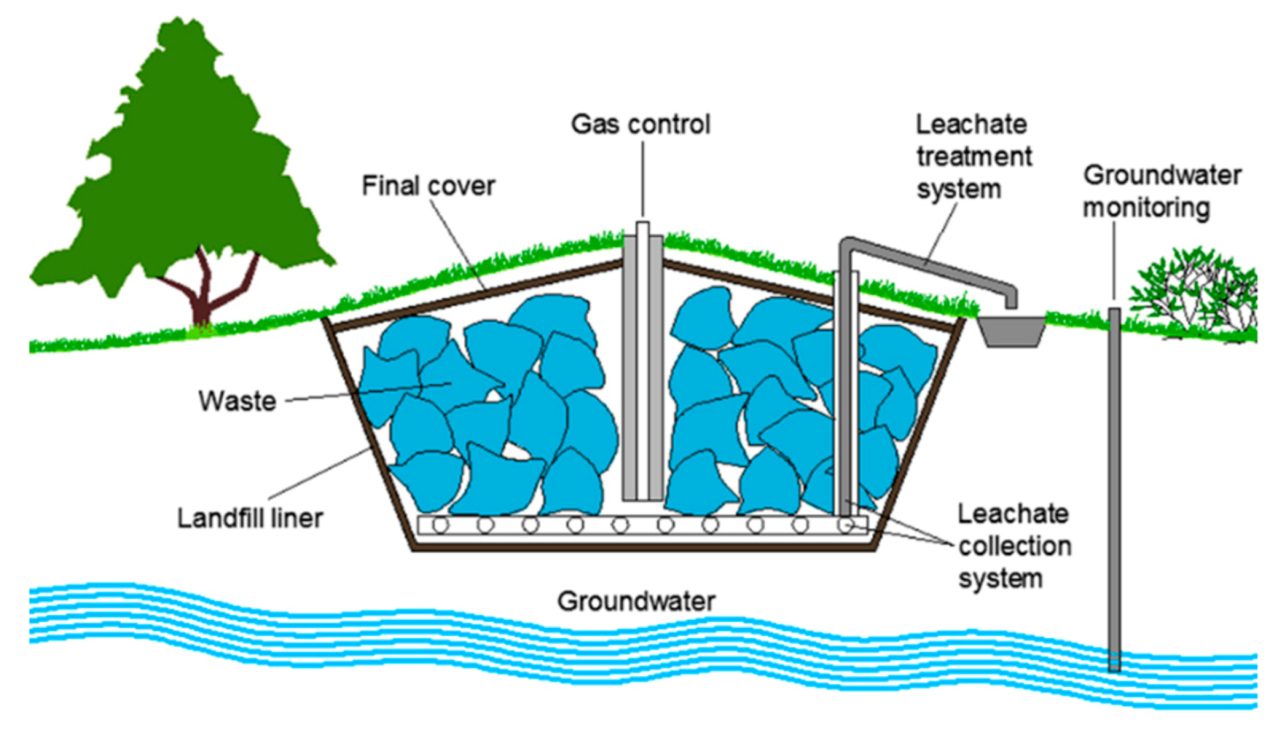 Gas control
Leachate
treatment
system
Final cover
Groundwater
monitoring
Waste
Landfill liner
Leachate
collection
system
Groundwater